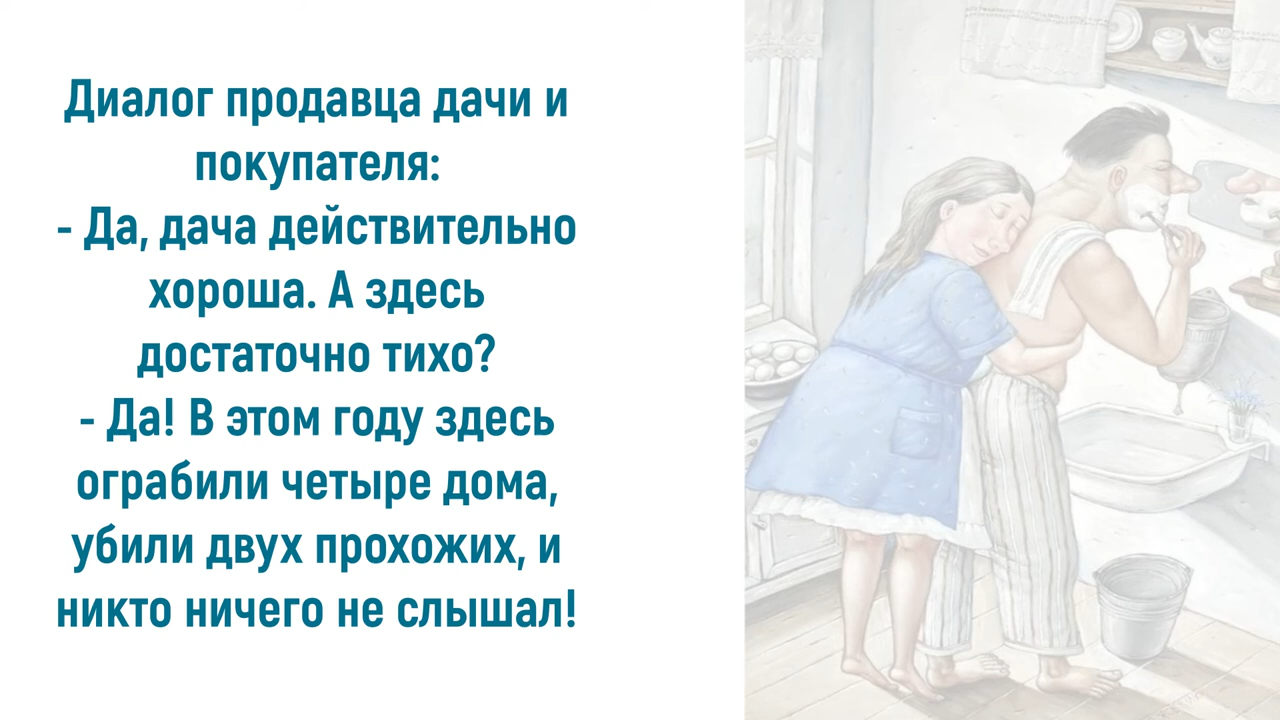 Диалог продавца дачи и
покупателя:
- Да, дача действительно
хороша. А здесь
достаточно тихо?
- Да! В этом году здесь
ограбили четыре дома,
убили двух прохожих, и
никто ничего не слышал!